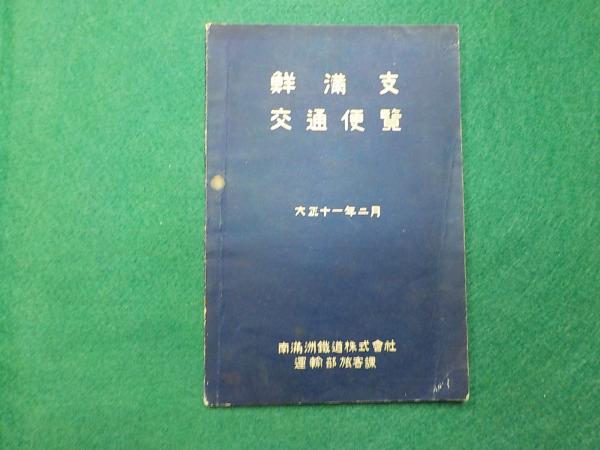 鮮滿支
交通便覽
大正十一年二月
南滿洲鐵道株式會社
運輸部旅客課